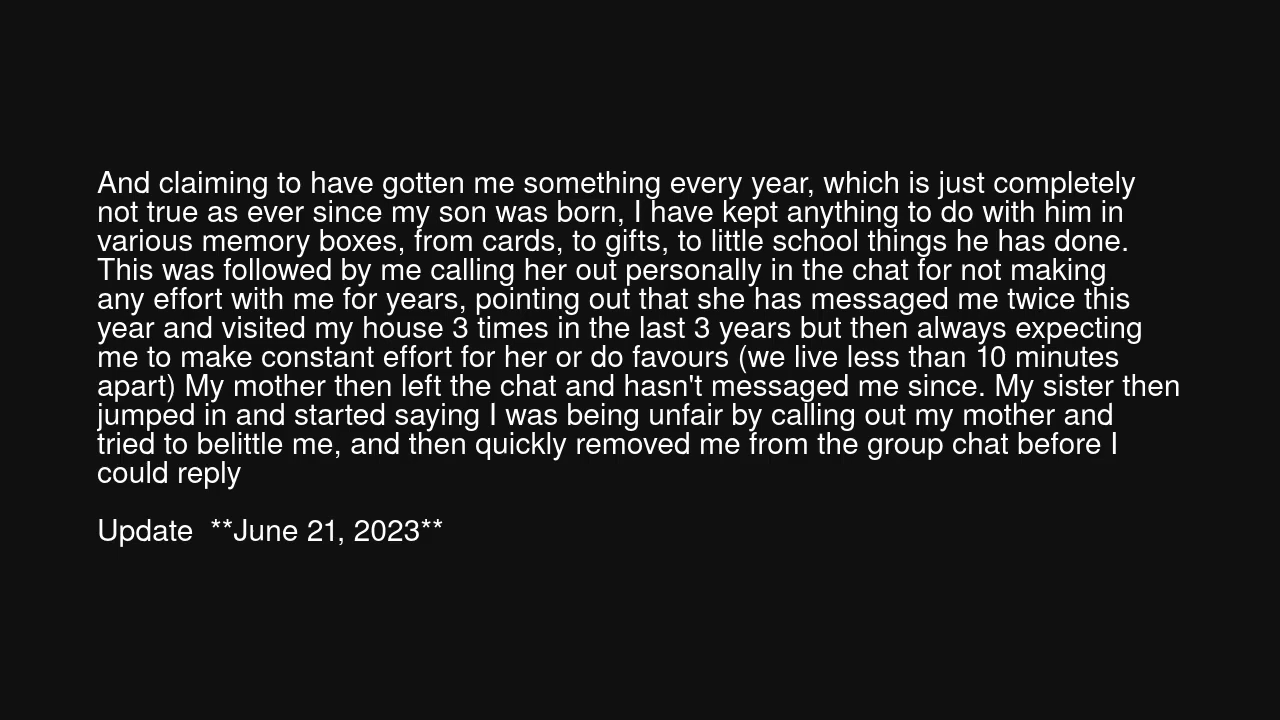 And claiming to have gotten me something every year, which is just completely
not true as ever since my son was born, I have kept anything to do with him in
various memory boxes, from cards, to gifts, to little school things he has done.
This was followed by me calling her out personally in the chat for not making
any effort with me for years, pointing out that she has messaged me twice this
year and visited my house 3 times in the last 3 years but then always expecting
me to make constant effort for her or do favours (we live less than 10 minutes
apart) My mother then left the chat and hasn't messaged me since. My sister then
jumped in and started saying I was being unfair by calling out my mother and
tried to belittle me, and then quickly removed me from the group chat before I
could reply
Update  **June 21, 2023**